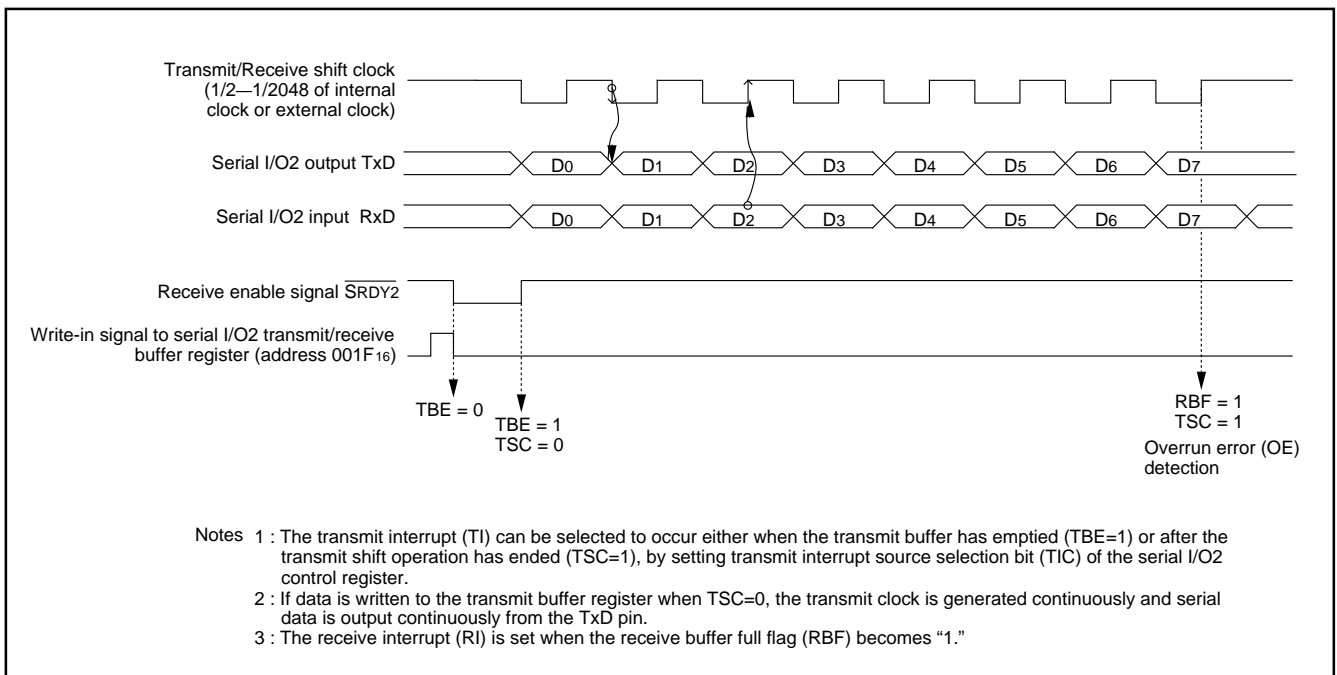 Transmit/Receive shift clock
(1/2—1/2048 of internal
clock or external clock)
Serial I/O2 output TxD
D0 D1 D2 D3 D4 D5 D6 D7
Serial I/O2 input RxD
D0 D1 D2 D3 D4 D5 D6 D7
Receive enable signal SRDY2
Write-in signal to serial I/O2 transmit/receive
buffer register (address 001F16)
TBE = 0
TBE = 1
TSC = 0
RBF = 1
TSC = 1
Overrun error (OE)
detection
Notes 1 : The transmit interrupt (TI) can be selected to occur either when the transmit buffer has emptied (TBE=1) or after the
transmit shift operation has ended (TSC=1), by setting transmit interrupt source selection bit (TIC) of the serial I/O2
control register.
2 : If data is written to the transmit buffer register when TSC=0, the transmit clock is generated continuously and serial
data is output continuously from the TxD pin.
3 : The receive interrupt (RI) is set when the receive buffer full flag (RBF) becomes “1.”